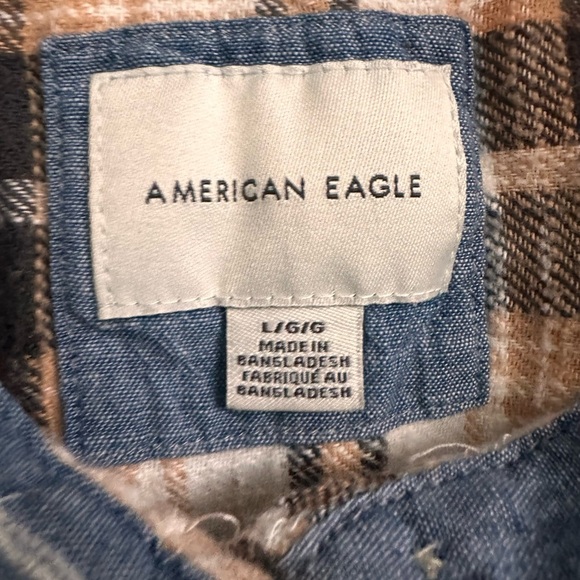 AMERICAN EAGLE
L/G/G
MADE IN
BANGLADESH
FABRIQUÉ AU
BANGLADESH